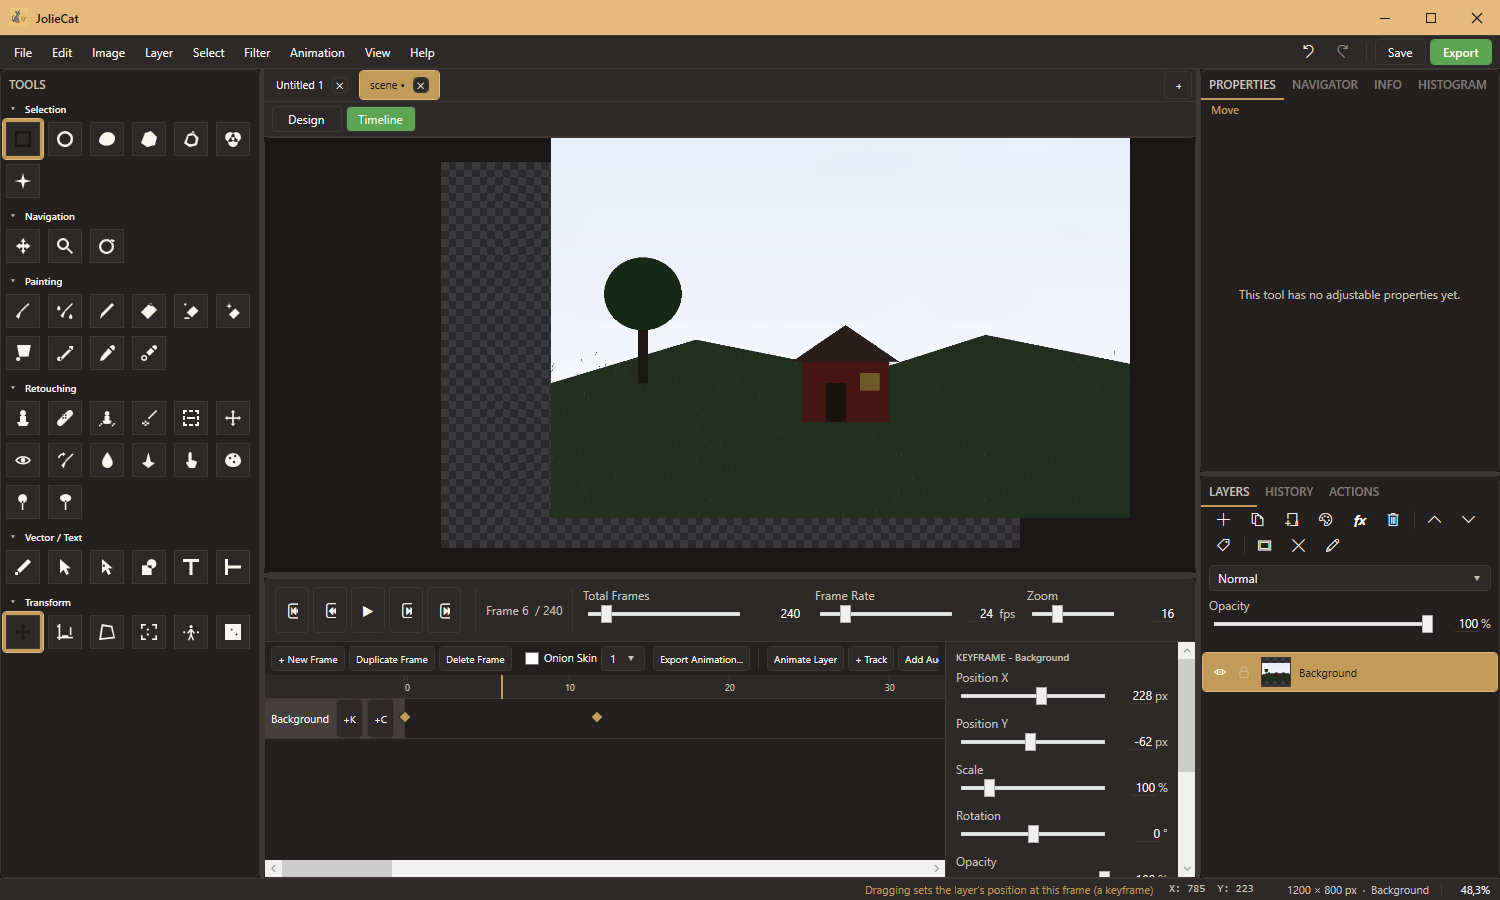 JolieCat
File Edit Image Layer Select Filter Animation View Help
Save Export
TOOLS
Selection
Navigation
Painting
Retouching
Vector / Text
Transform
Untitled 1
scene •
Design Timeline
Frame 6 / 240
Total Frames 240
Frame Rate 24 fps
Zoom 16
+ New Frame Duplicate Frame Delete Frame Onion Skin 1 Export Animation... Animate Layer + Track Add Au
0 10 20 30
Background +K +C
KEYFRAME - Background
Position X
228 px
Position Y
-62 px
Scale
100 %
Rotation
0 °
Opacity
PROPERTIES NAVIGATOR INFO HISTOGRAM
Move
This tool has no adjustable properties yet.
LAYERS HISTORY ACTIONS
fx
Normal
Opacity
100 %
Background
Dragging sets the layer's position at this frame (a keyframe) X: 785 Y: 223 1200 × 800 px · Background 48,3%